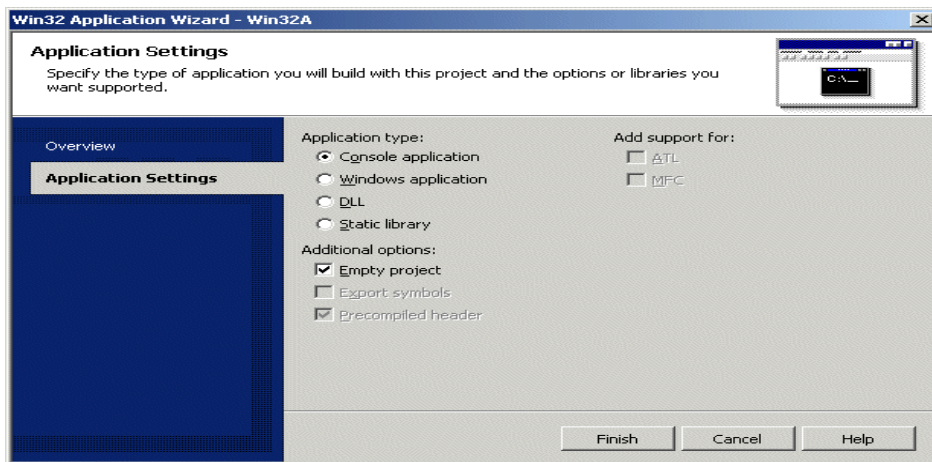 Win32 Application Wizard - Win32A
Application Settings
Specify the type of application you will build with this project and the options or libraries you
want supported.
C:\_
Overview
Application Settings
Application type:
Console application
Windows application
DLL
Static library
Additional options:
Empty project
Export symbols
Precompiled header
Add support for:
ATL
MFC
Finish
Cancel
Help